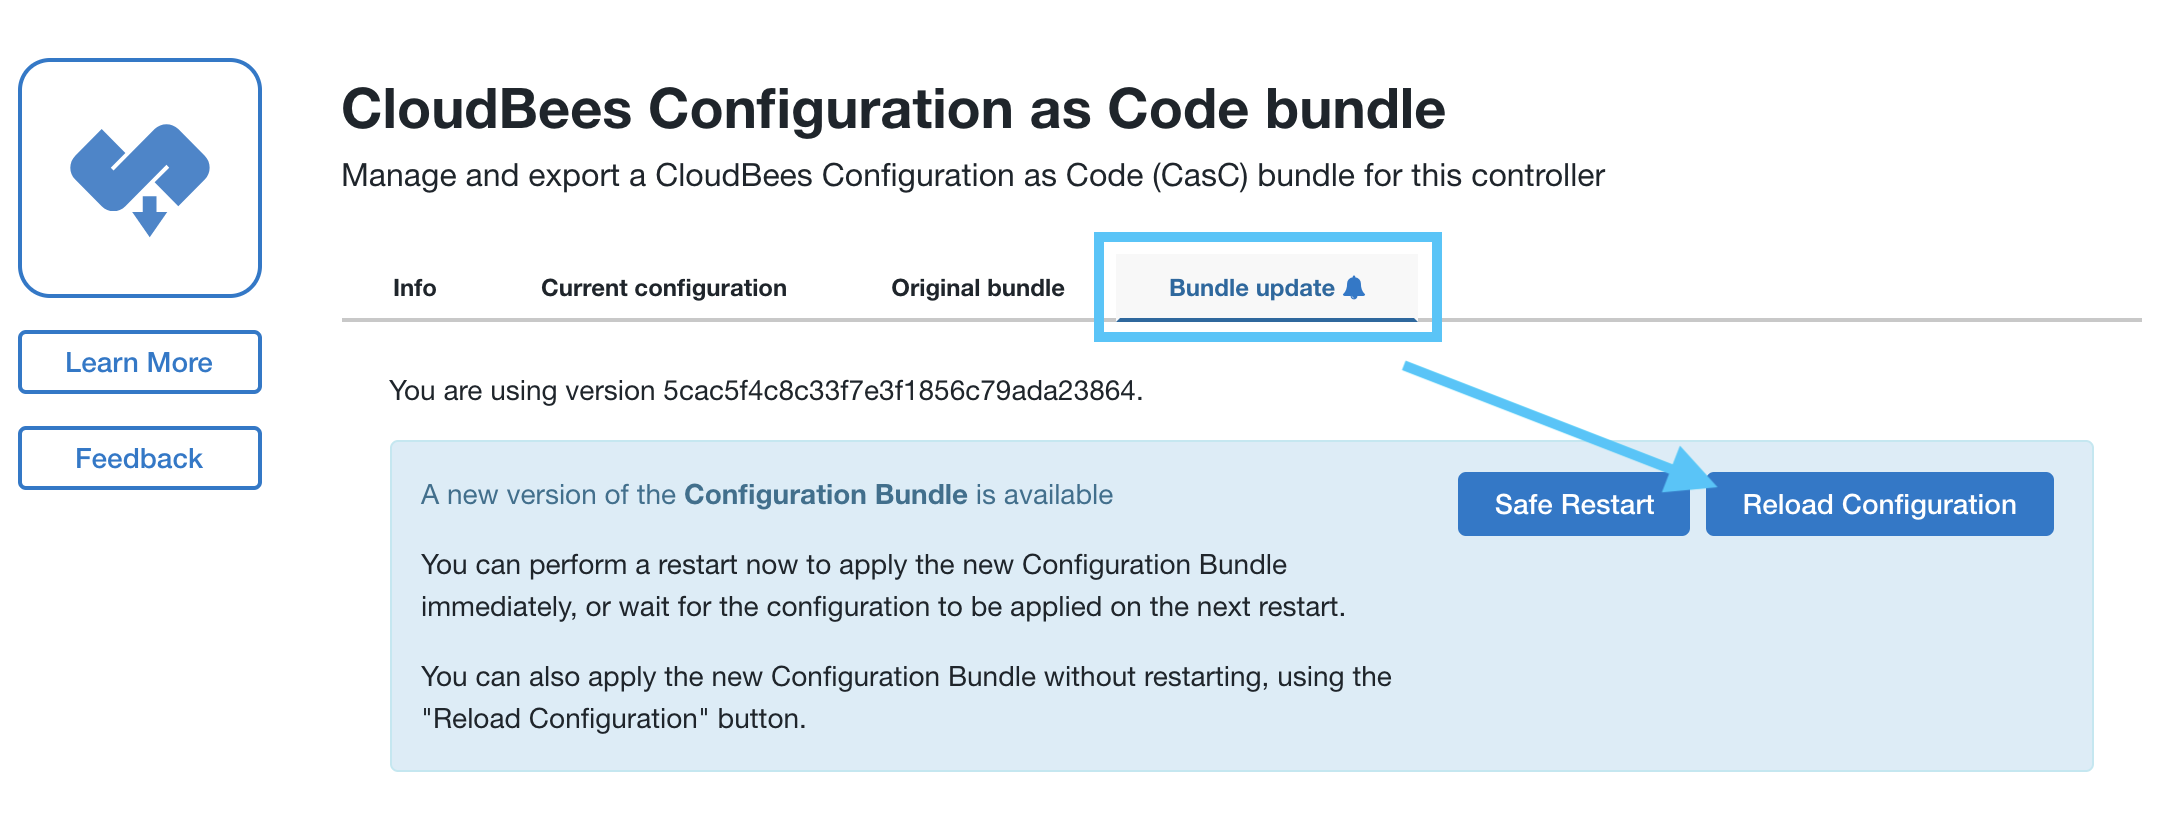 CloudBees Configuration as Code bundle
Manage and export a CloudBees Configuration as Code (CasC) bundle for this controller
Info
Current configuration
Original bundle
Bundle update
Learn More
Feedback
You are using version 5cac5f4c8c33f7e3f1856c79ada23864.
A new version of the Configuration Bundle is available
Safe Restart
Reload Configuration
You can perform a restart now to apply the new Configuration Bundle
immediately, or wait for the configuration to be applied on the next restart.
You can also apply the new Configuration Bundle without restarting, using the
"Reload Configuration" button.